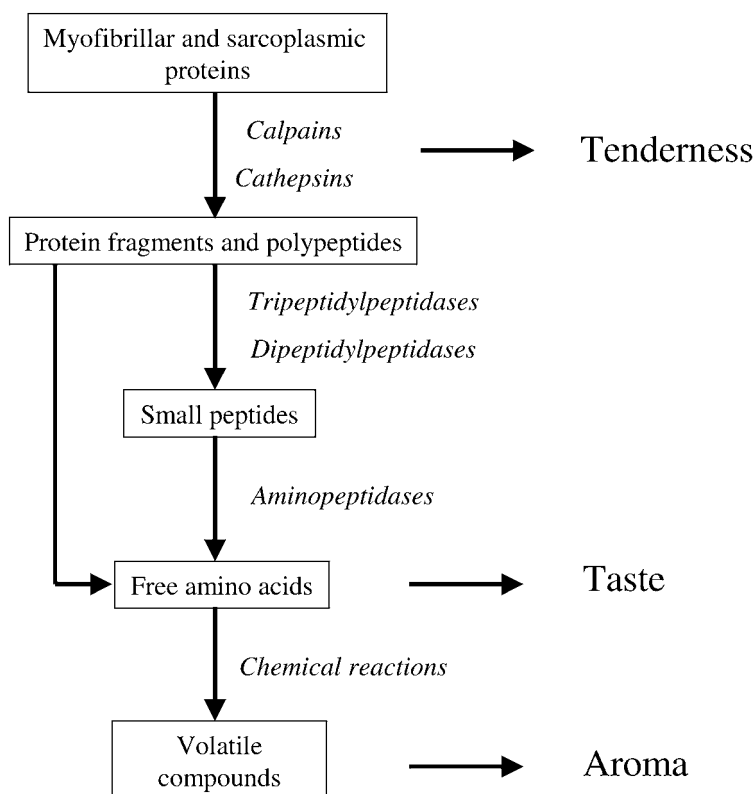 Myofibrillar and sarcoplasmic
proteins
Calpains
Cathepsins
Tenderness
Protein fragments and polypeptides
Tripeptidylpeptidases
Dipeptidylpeptidases
Small peptides
Aminopeptidases
Free amino acids
Taste
Chemical reactions
Volatile
compounds
Aroma